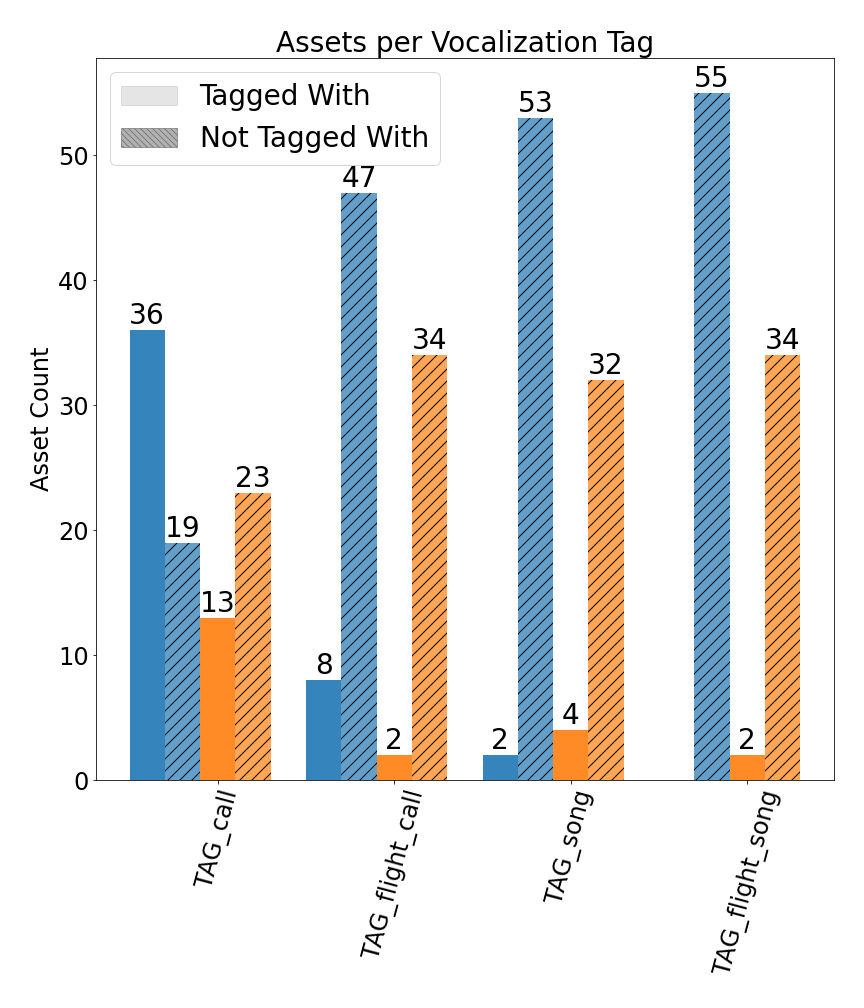 Assets per Vocalization Tag
Tagged With
Not Tagged With
Asset Count
50
40
30
20
10
0
36
19
13
23
8
47
2
34
2
53
4
32
55
2
34
TAG_call
TAG_flight_call
TAG_song
TAG_flight_song